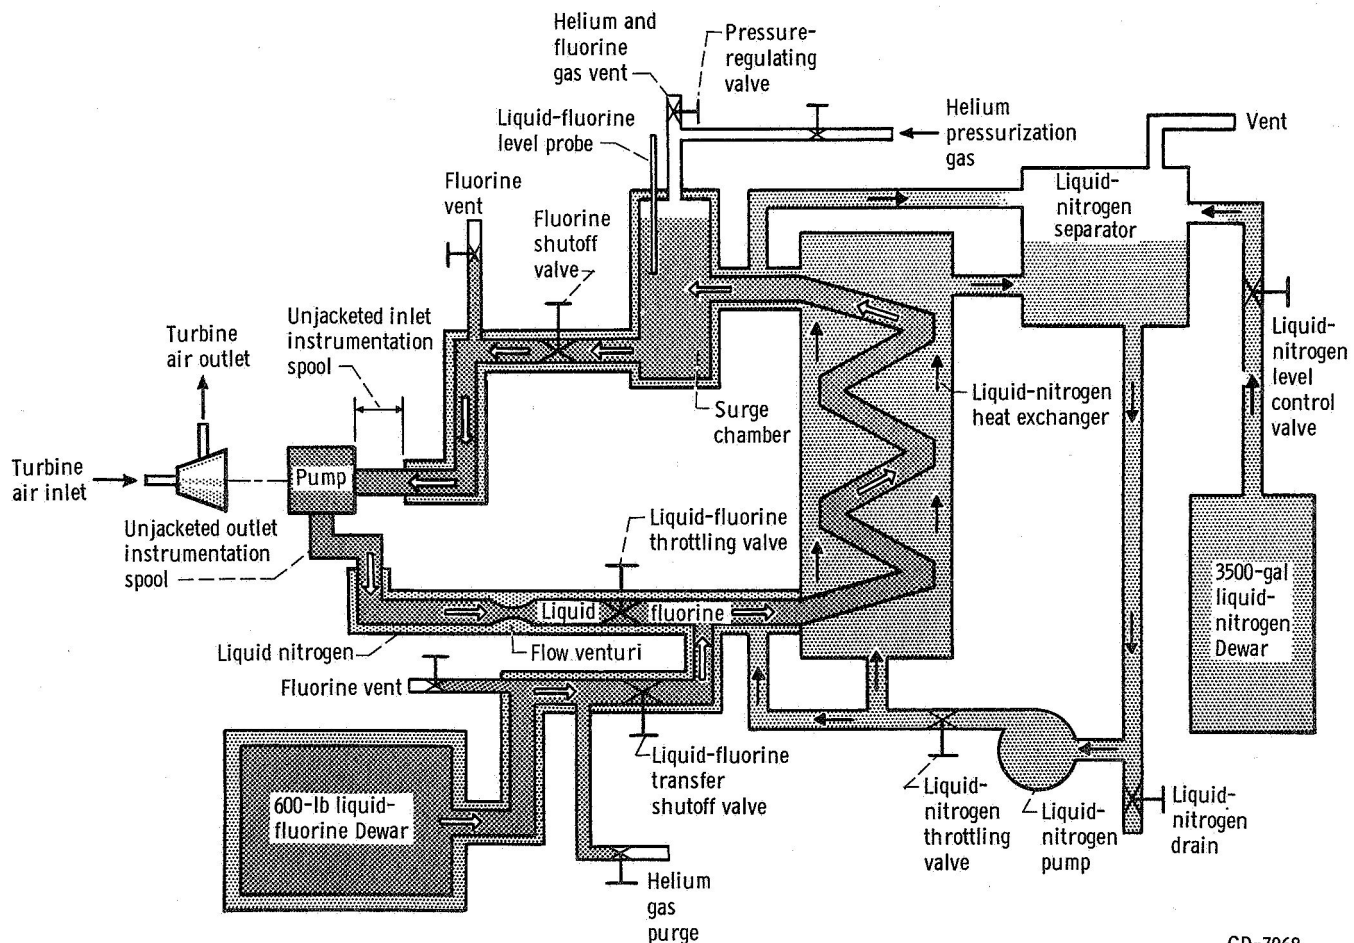 Helium and
fluorine
gas vent
Pressure-
regulating
valve
Liquid-fluorine
level probe
Helium
pressurization
gas
Vent
Fluorine
vent
Fluorine
shutoff
valve
Liquid-
nitrogen
separator
Unjacketed inlet
instrumentation
spool
Turbine
air outlet
Liquid-
nitrogen
level
control
valve
Surge
chamber
Liquid-nitrogen
heat exchanger
Turbine
air inlet
Pump
Unjacketed outlet
instrumentation
spool
Liquid-fluorine
throttling valve
3500-gal
liquid-
nitrogen
Dewar
Liquid fluorine
Liquid nitrogen
Flow venturi
Fluorine vent
Liquid-fluorine
transfer
shutoff valve
600-lb liquid-
fluorine Dewar
Liquid-
nitrogen
throttling
valve
Liquid-
nitrogen
pump
Liquid-
nitrogen
drain
Helium
gas
purge